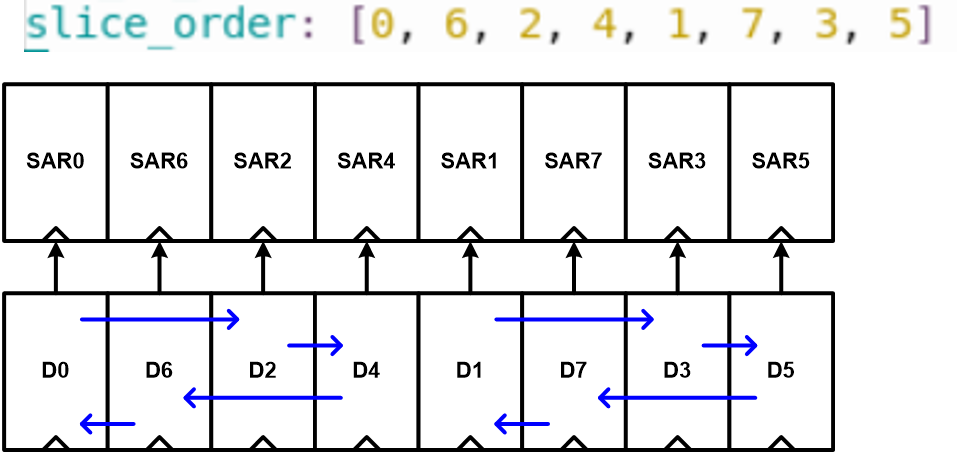 slice_order: [0, 6, 2, 4, 1, 7, 3, 5]
SAR0 SAR6 SAR2 SAR4 SAR1 SAR7 SAR3 SAR5
D0 D6 D2 D4 D1 D7 D3 D5